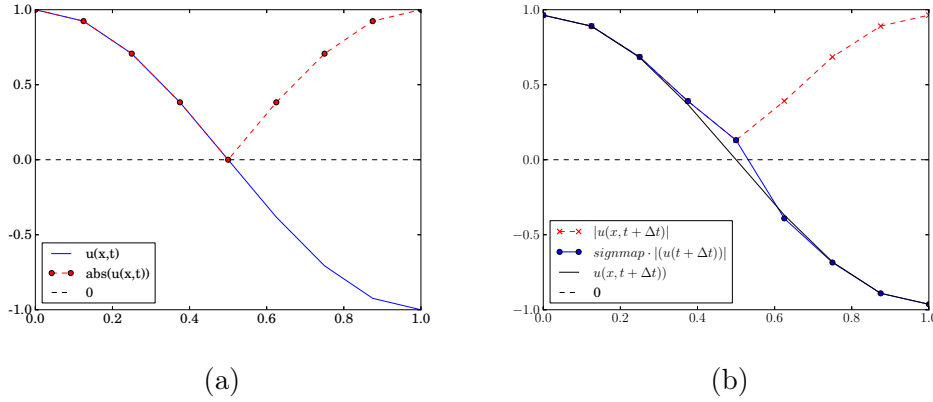 1.0
0.5
0.0
-0.5
-1.0
0.0 0.2 0.4 0.6 0.8 1.0
u(x,t)
abs(u(x,t))
0
(a)
1.0
0.5
0.0
−0.5
−1.0
0.0 0.2 0.4 0.6 0.8 1.0
|u(x, t + Δt)|
signmap · |(u(t + Δt))|
u(x, t + Δt))
0
(b)